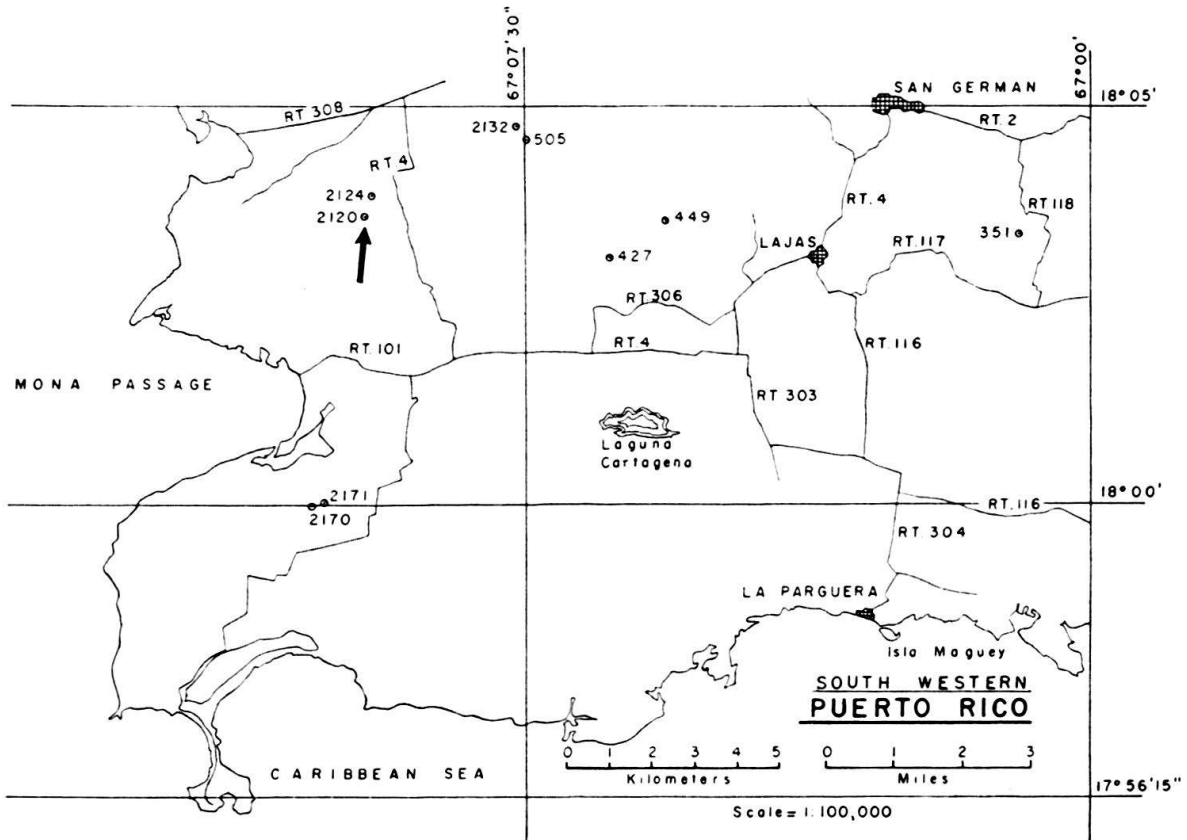 67° 07' 30"
67° 00'
SAN GERMAN
18° 05'
RT 308
RT. 2
2132
505
RT. 4
2124
RT. 4
RT 118
2120
449
351
LAJAS
RT. 117
427
RT. 306
RT. 101
RT. 4
RT. 116
MONA PASSAGE
RT 303
Laguna
Cartagena
2171
18° 00'
2170
RT. 116
RT. 304
LA PARGUERA
Isla Maguey
SOUTH WESTERN
PUERTO RICO
0 1 2 3 4 5
Kilometers
0 1 2 3
Miles
CARIBBEAN SEA
17° 56' 15"
Scale = 1: 100,000